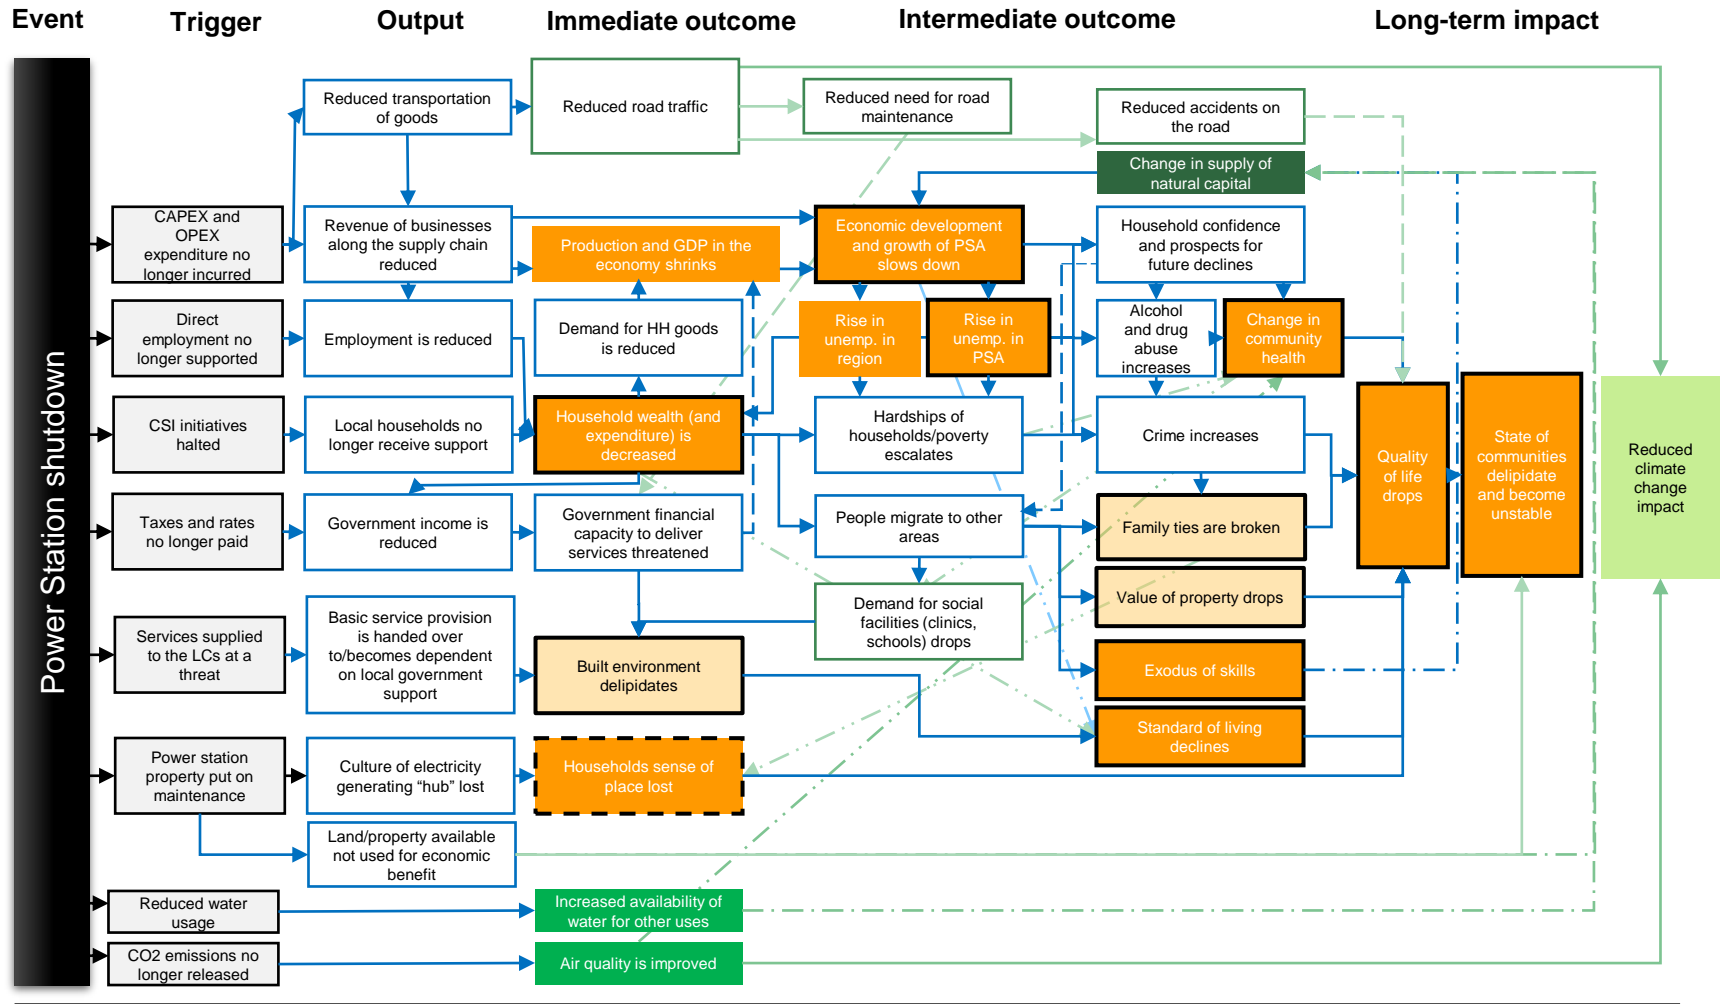 Event
Trigger
Output
Immediate outcome
Intermediate outcome
Long-term impact
Power Station shutdown
CAPEX and
OPEX
expenditure no
longer incurred
Direct
employment no
longer supported
CSI initiatives
halted
Taxes and rates
no longer paid
Services supplied
to the LCs at a
threat
Power station
property put on
maintenance
Reduced water
usage
CO2 emissions no
longer released
Reduced transportation
of goods
Revenue of businesses
along the supply chain
reduced
Employment is reduced
Local households no
longer receive support
Government income is
reduced
Basic service provision
is handed over
to/becomes dependent
on local government
support
Culture of electricity
generating “hub” lost
Land/property available
not used for economic
benefit
Reduced road traffic
Production and GDP in the
economy shrinks
Demand for HH goods
is reduced
Household wealth (and
expenditure) is
decreased
Government financial
capacity to deliver
services threatened
Built environment
delipidates
Households sense of
place lost
Increased availability of
water for other uses
Air quality is improved
Reduced need for road
maintenance
Economic development
and growth of PSA
slows down
Rise in
unemp. in
region
Rise in
unemp. in
PSA
Hardships of
households/poverty
escalates
People migrate to other
areas
Demand for social
facilities (clinics,
schools) drops
Reduced accidents on
the road
Change in supply of
natural capital
Household confidence
and prospects for
future declines
Alcohol
and drug
abuse
increases
Change in
community
health
Crime increases
Family ties are broken
Value of property drops
Exodus of skills
Standard of living
declines
Quality
of life
drops
State of
communities
delipidate
and become
unstable
Reduced
climate
change
impact